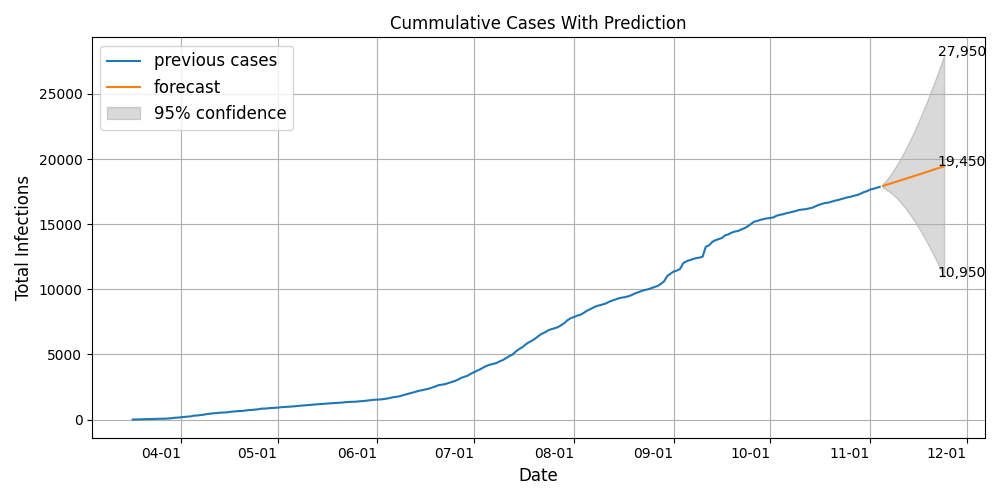 Cummulative Cases With Prediction
previous cases
forecast
95% confidence
27,950
19,450
10,950
25000
20000
15000
10000
5000
0
Total Infections
04-01 05-01 06-01 07-01 08-01 09-01 10-01 11-01 12-01
Date